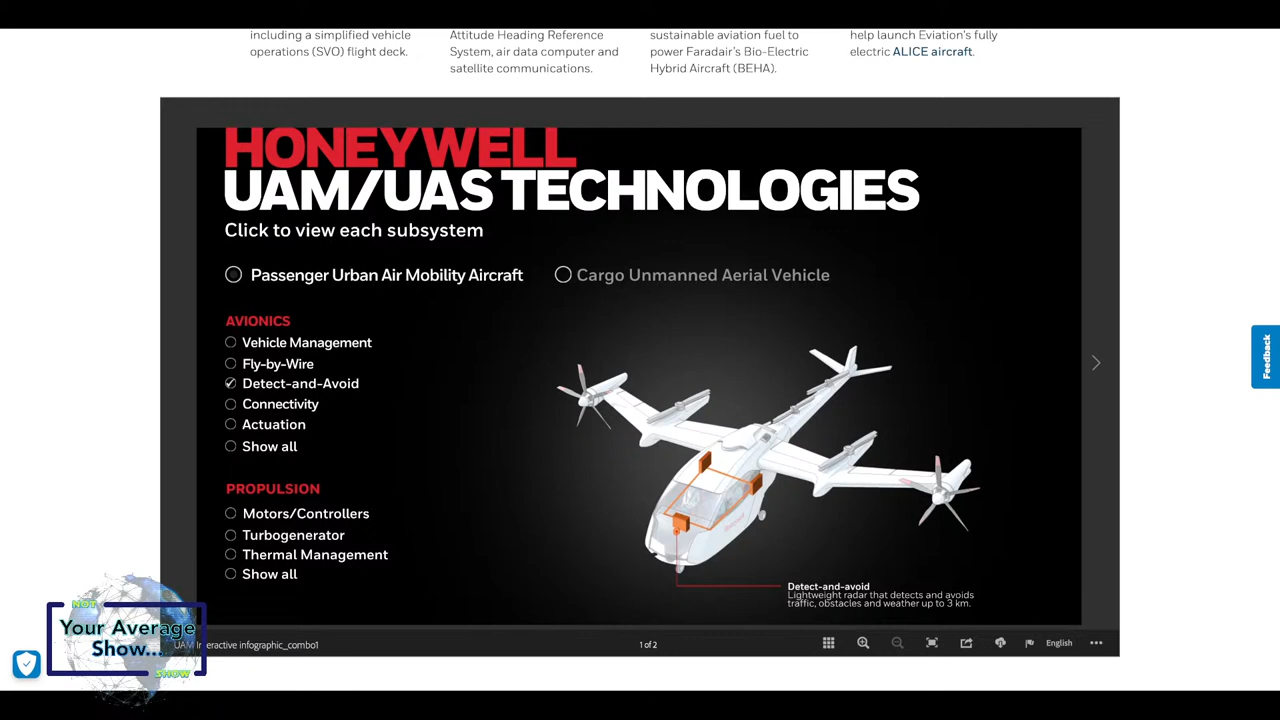 including a simplified vehicle
operations (SVO) flight deck.
Attitude Heading Reference
System, air data computer and
satellite communications.
sustainable aviation fuel to
power Faradair's Bio-Electric
Hybrid Aircraft (BEHA).
help launch Eviation's fully
electric ALICE aircraft.
HONEYWELL
UAM/UAS TECHNOLOGIES
Click to view each subsystem
Passenger Urban Air Mobility Aircraft
Cargo Unmanned Aerial Vehicle
AVIONICS
Vehicle Management
Fly-by-Wire
Detect-and-Avoid
Connectivity
Actuation
Show all
PROPULSION
Motors/Controllers
Turbogenerator
Thermal Management
Show all
Detect-and-avoid
Lightweight radar that detects and avoids
traffic, obstacles and weather up to 3 km.
Feedback
NOT
Your Average
Show...
SHOW
UAM Interactive infographic_combo1
1 of 2
English